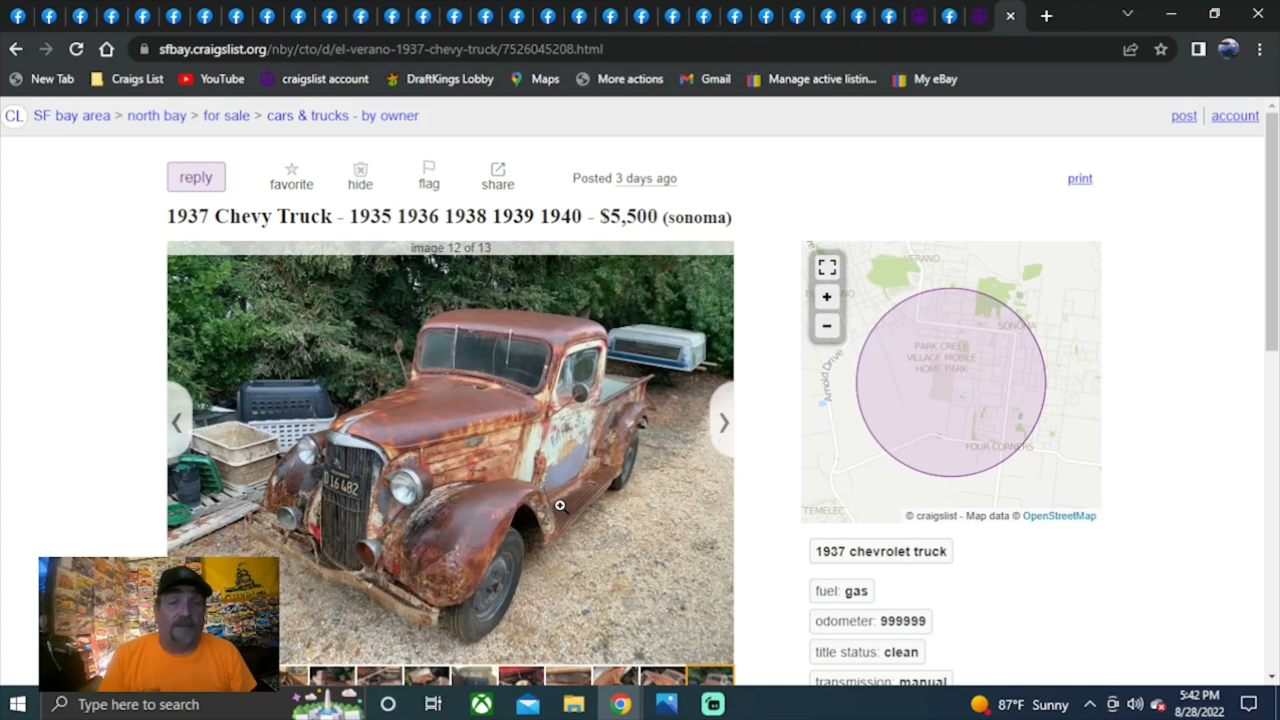 sfbay.craigslist.org/nby/cto/d/el-verano-1937-chevy-truck/7526045208.html
New Tab
Craigs List
YouTube
craigslist account
DraftKings Lobby
Maps
More actions
Gmail
Manage active listin...
My eBay
CL SF bay area > north bay > for sale > cars & trucks - by owner
post account
reply
favorite
hide
flag
share
Posted 3 days ago
print
1937 Chevy Truck - 1935 1936 1938 1939 1940 - $5,500 (sonoma)
image 12 of 13
16 482
VERANO
+
-
SONOMA
PARK CREEK
VILLAGE MOBILE
HOME PARK
Arnold Drive
FOUR CORNERS
TEMELEC
© craigslist - Map data © OpenStreetMap
1937 chevrolet truck
fuel: gas
odometer: 999999
title status: clean
transmission: manual
Type here to search
87°F Sunny
5:42 PM
8/28/2022